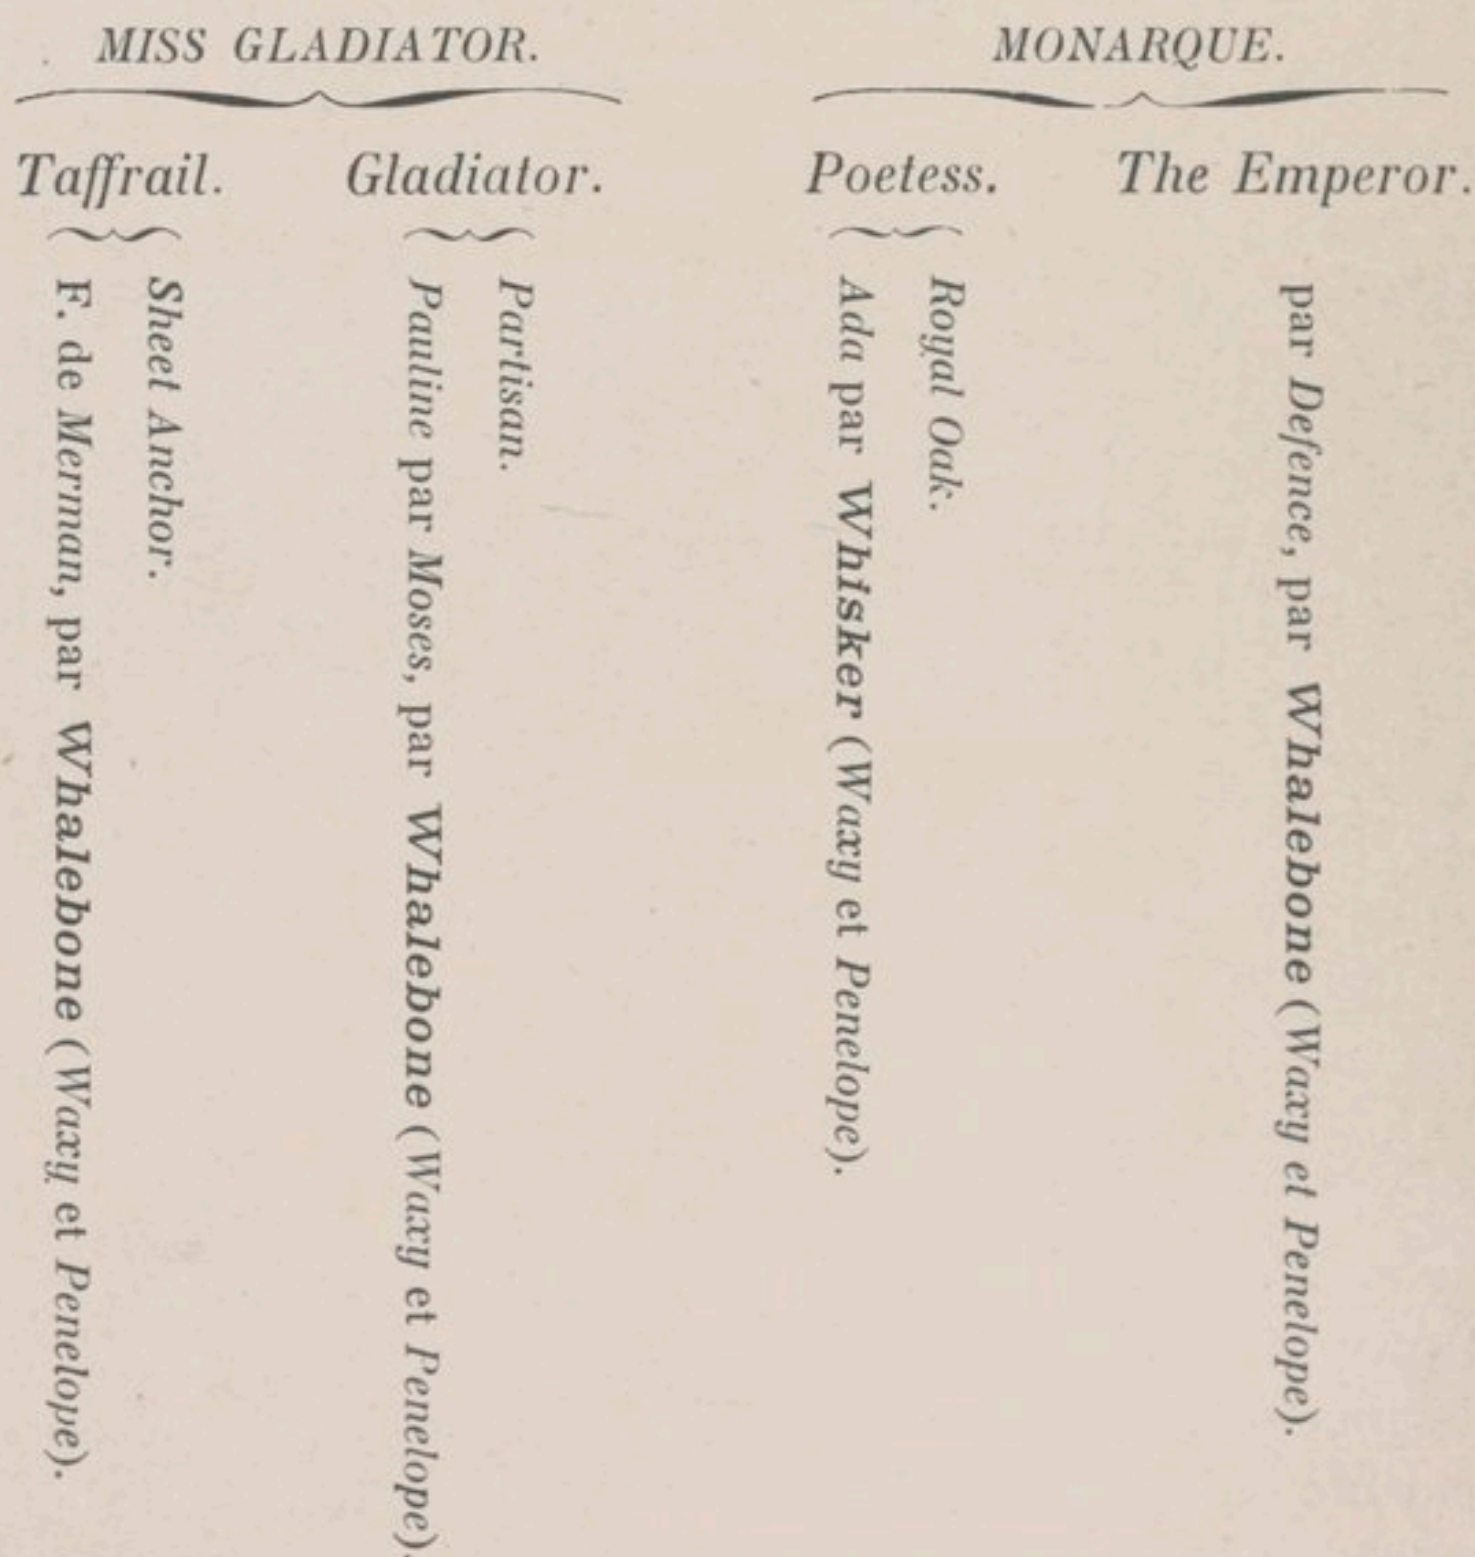 MISS GLADIATOR.
MONARQUE.
Taffrail.
Gladiator.
Poetess.
The Emperor.
Sheet Anchor.
F. de Merman, par Whalebone (Waxy et Penelope).
Partisan.
Pauline par Moses, par Whalebone (Waxy et Penelope).
Royal Oak.
Ada par Whisker (Waxy et Penelope).
par Defence, par Whalebone (Waxy et Penelope).